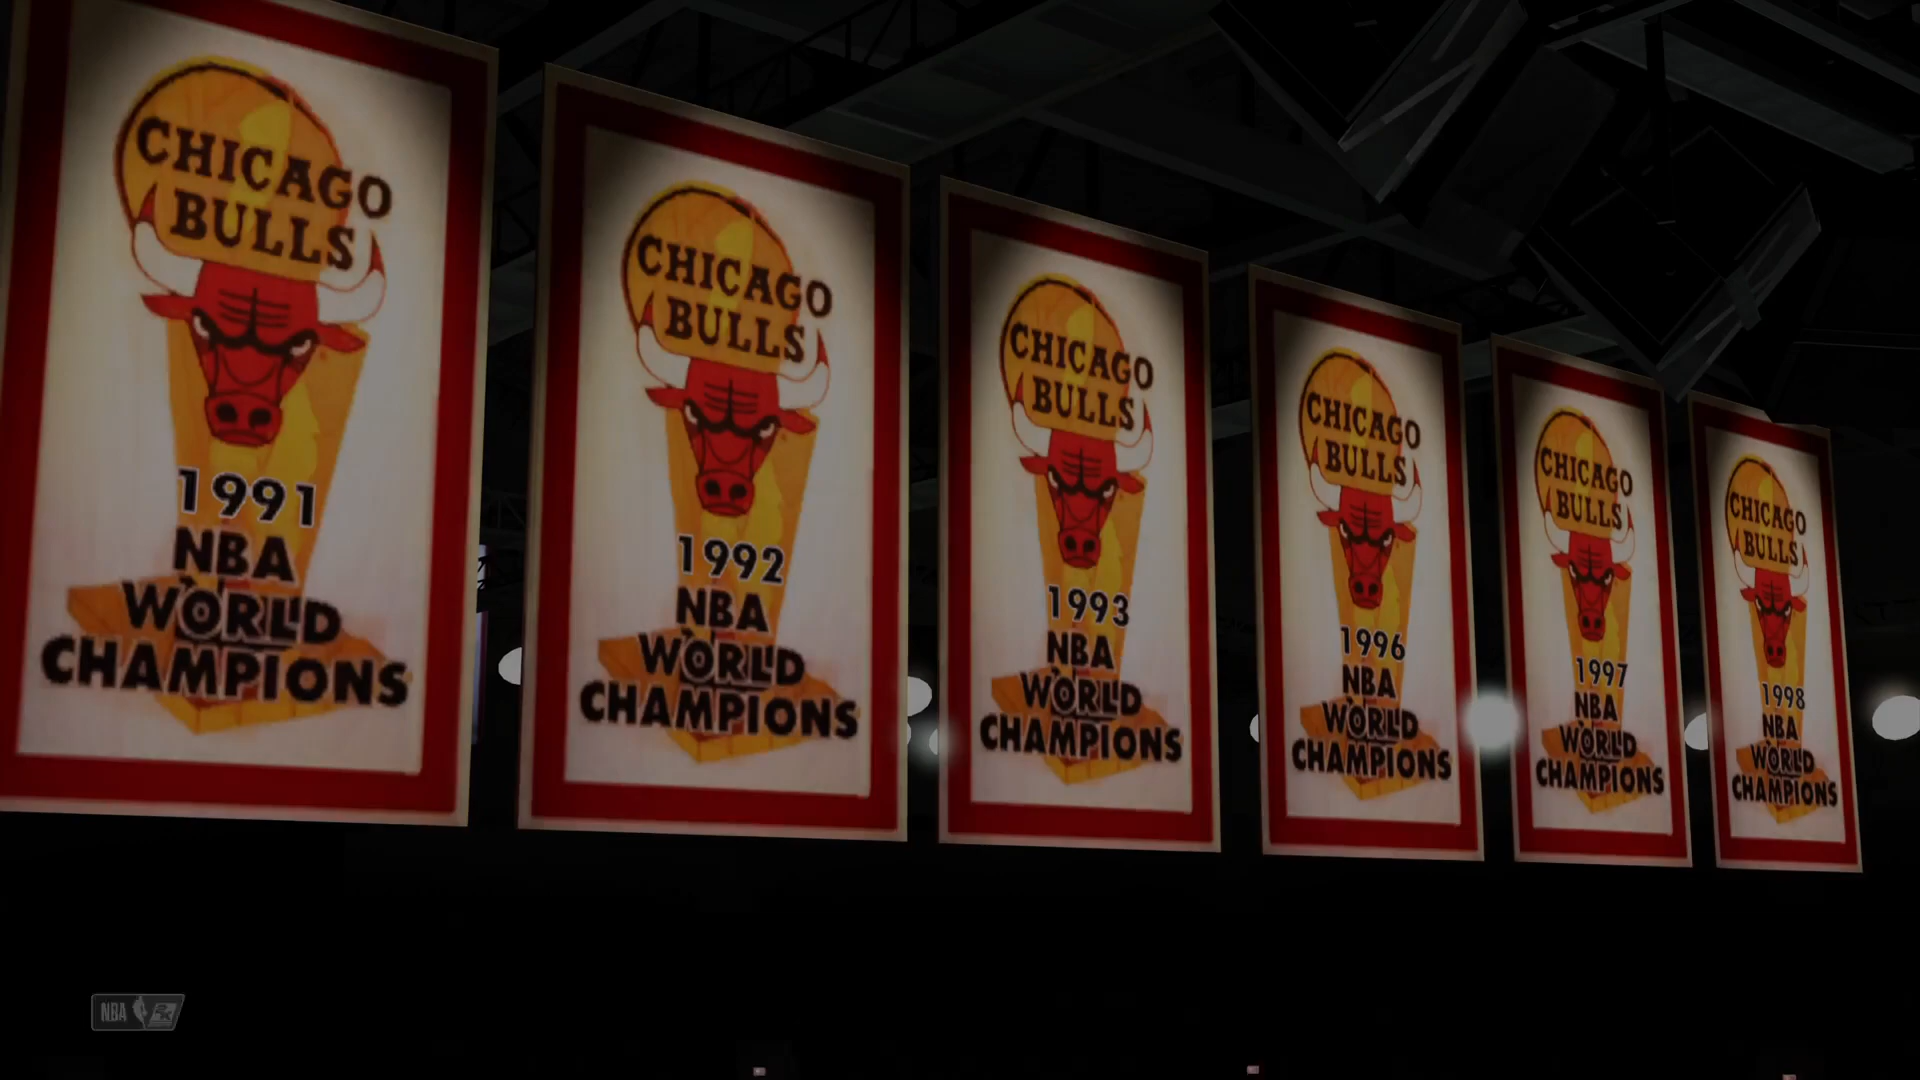 CHICAGO
BULLS
1991
NBA
WORLD
CHAMPIONS
CHICAGO
BULLS
1992
NBA
WORLD
CHAMPIONS
CHICAGO
BULLS
1993
NBA
WORLD
CHAMPIONS
CHICAGO
BULLS
1996
NBA
WORLD
CHAMPIONS
CHICAGO
BULLS
1997
NBA
WORLD
CHAMPIONS
CHICAGO
BULLS
1998
NBA
WORLD
CHAMPIONS
NBA 2K